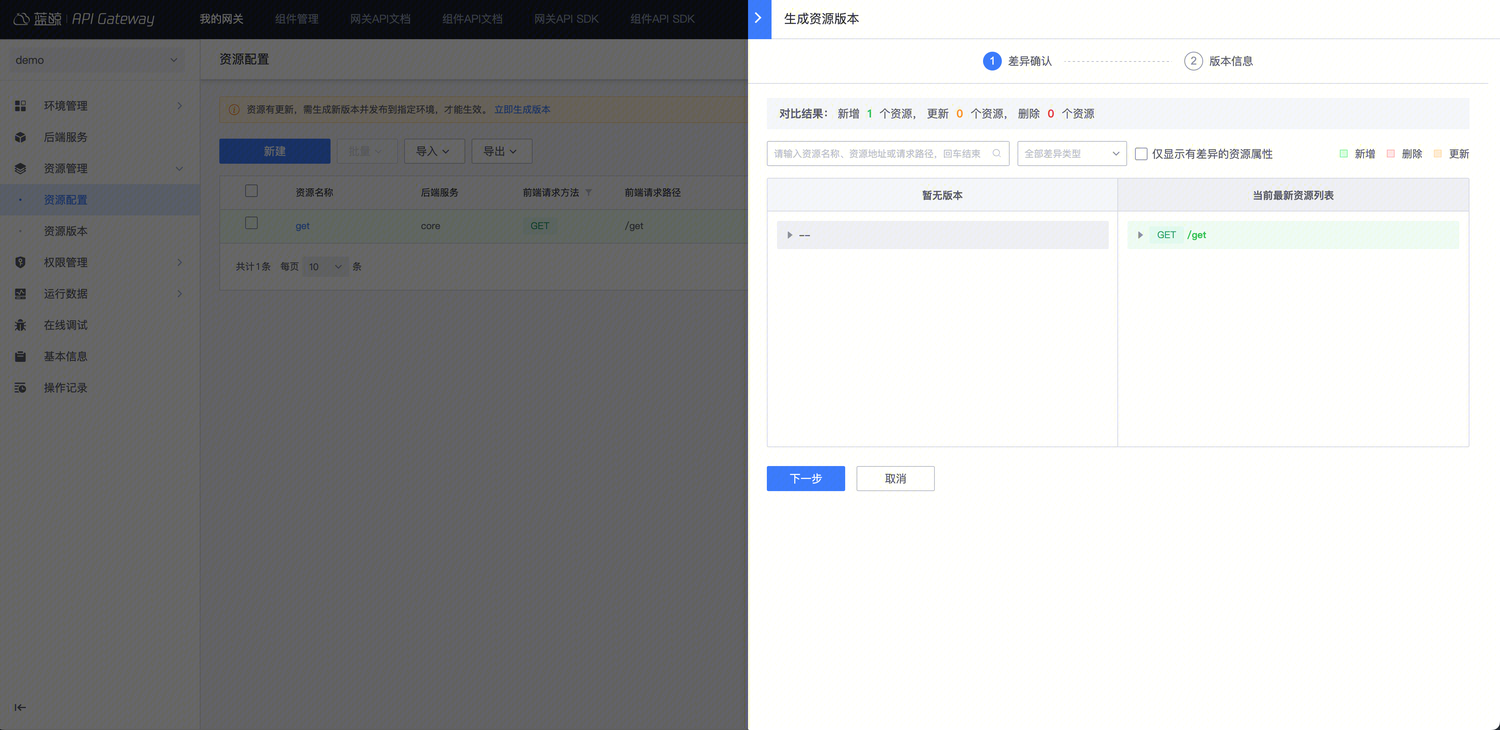 蓝鲸 | API Gateway 我的网关 组件管理 网关API文档 组件API文档 网关API SDK 组件API SDK
demo
环境管理
后端服务
资源管理
资源配置
资源版本
权限管理
运行数据
在线调试
基本信息
操作记录
资源配置
资源有更新，需生成新版本并发布到指定环境，才能生效。 立即生成版本
新建 批量 导入 导出
资源名称 后端服务 前端请求方法 前端请求路径
get core GET /get
共计1条 每页 10 条
生成资源版本
1 差异确认 2 版本信息
对比结果： 新增 1 个资源， 更新 0 个资源， 删除 0 个资源
请输入资源名称、资源地址或请求路径，回车结束 全部差异类型 仅显示有差异的资源属性 新增 删除 更新
暂无版本 当前最新资源列表
-- GET /get
下一步 取消